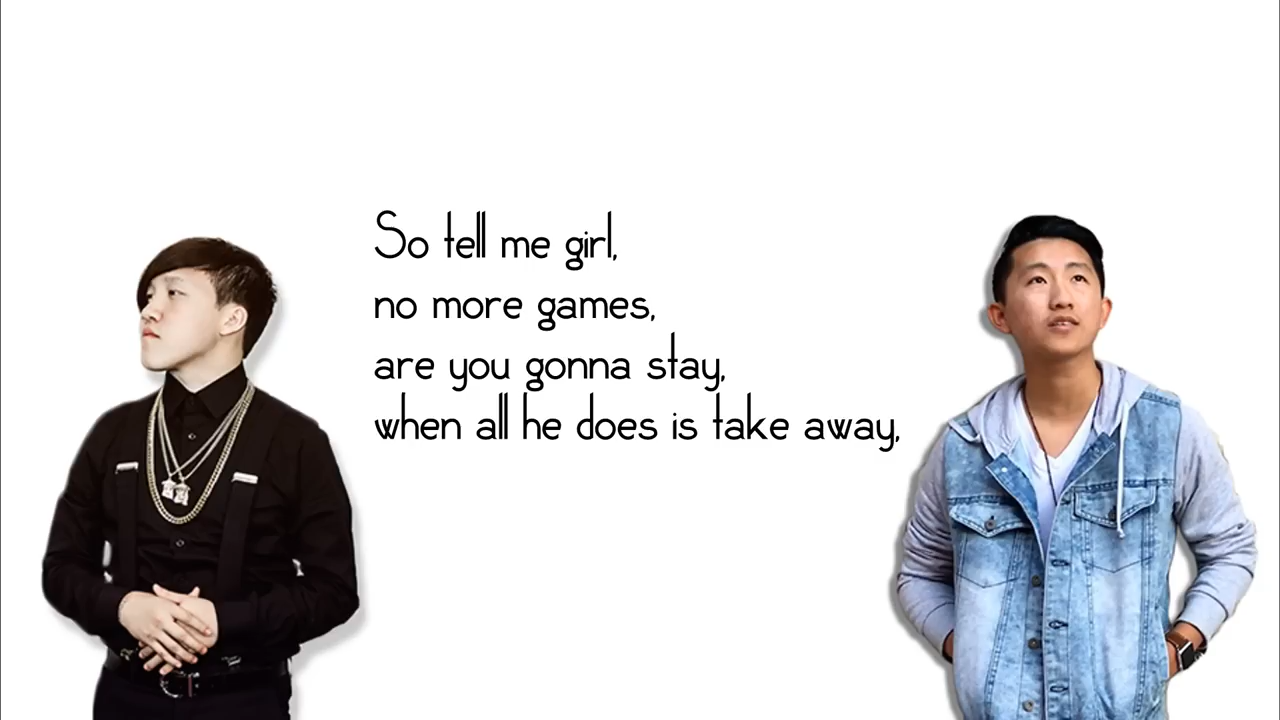 So tell me girl,
no more games,
are you gonna stay,
when all he does is take away,